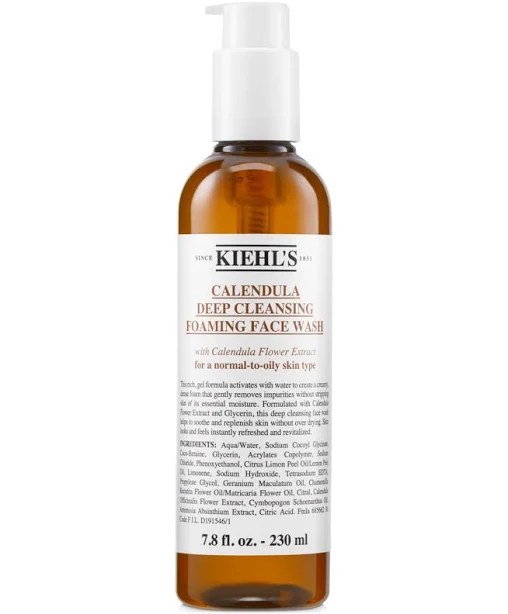 SINCE KIEHL'S 1851
CALENDULA
DEEP CLEANSING
FOAMING FACE WASH
with Calendula Flower Extract
for a normal-to-oily skin type
This rich, gel formula activates with water to create a creamy,
dense foam that gently removes impurities without stripping
skin of its essential moisture. Formulated with Calendula
Flower Extract and Glycerin, this deep cleansing face wash
helps to soothe and replenish skin without over drying. Skin
looks and feels instantly refreshed and revitalized.
INGREDIENTS: Aqua/Water, Sodium Cocoyl Glycinate,
Coco-Betaine, Glycerin, Acrylates Copolymer, Sodium
Chloride, Phenoxyethanol, Citrus Limon Peel Oil/Lemon Peel
Oil, Limonene, Sodium Hydroxide, Tetrasodium EDTA,
Propylene Glycol, Geranium Maculatum Oil, Chamomilla
Recutita Flower Oil/Matricaria Flower Oil, Citral, Calendula
Officinalis Flower Extract, Cymbopogon Schoenanthus Oil,
Artemisia Absinthium Extract, Citric Acid. Fmla
Code F.I.L. D191546/1
7.8 fl. oz. - 230 ml